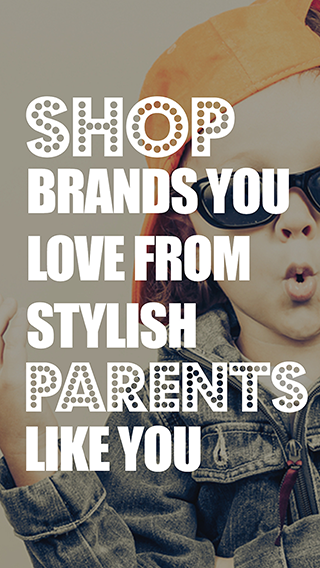 SHOP
BRANDS YOU
LOVE FROM
STYLISH
PARENTS
LIKE YOU